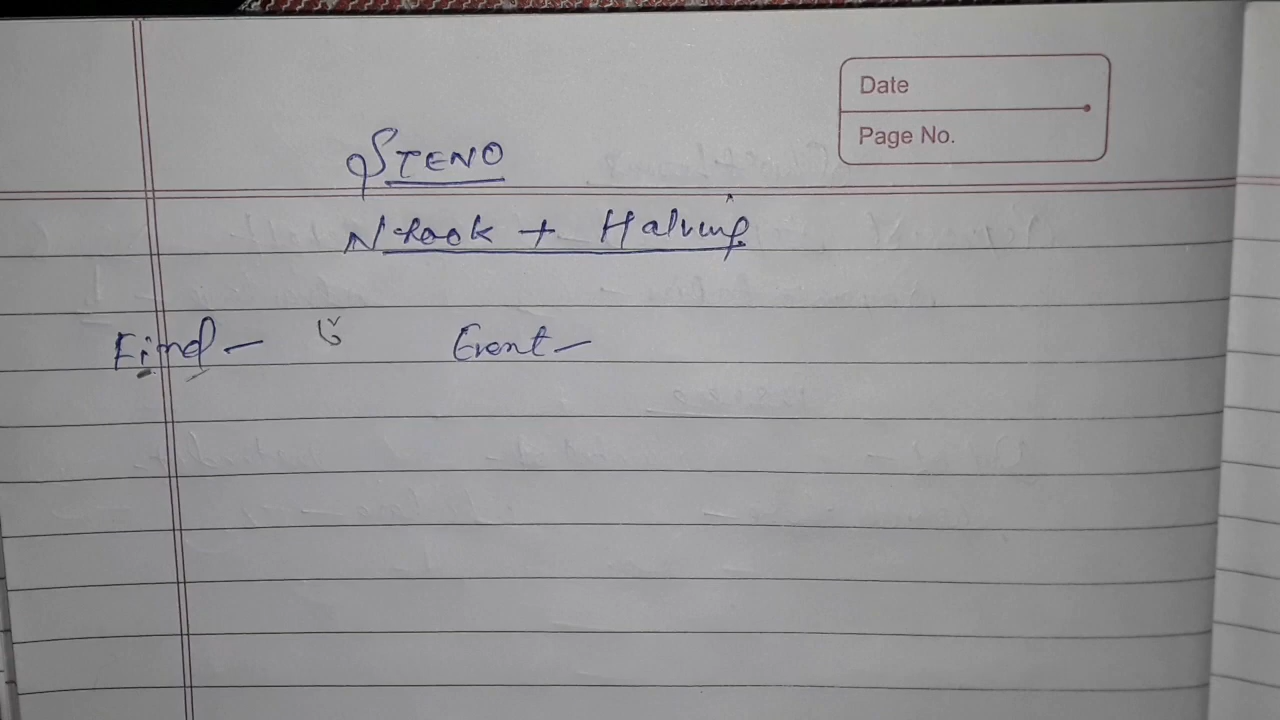 Date
Page No.
STENO
N hook + Halving
Find - Event -